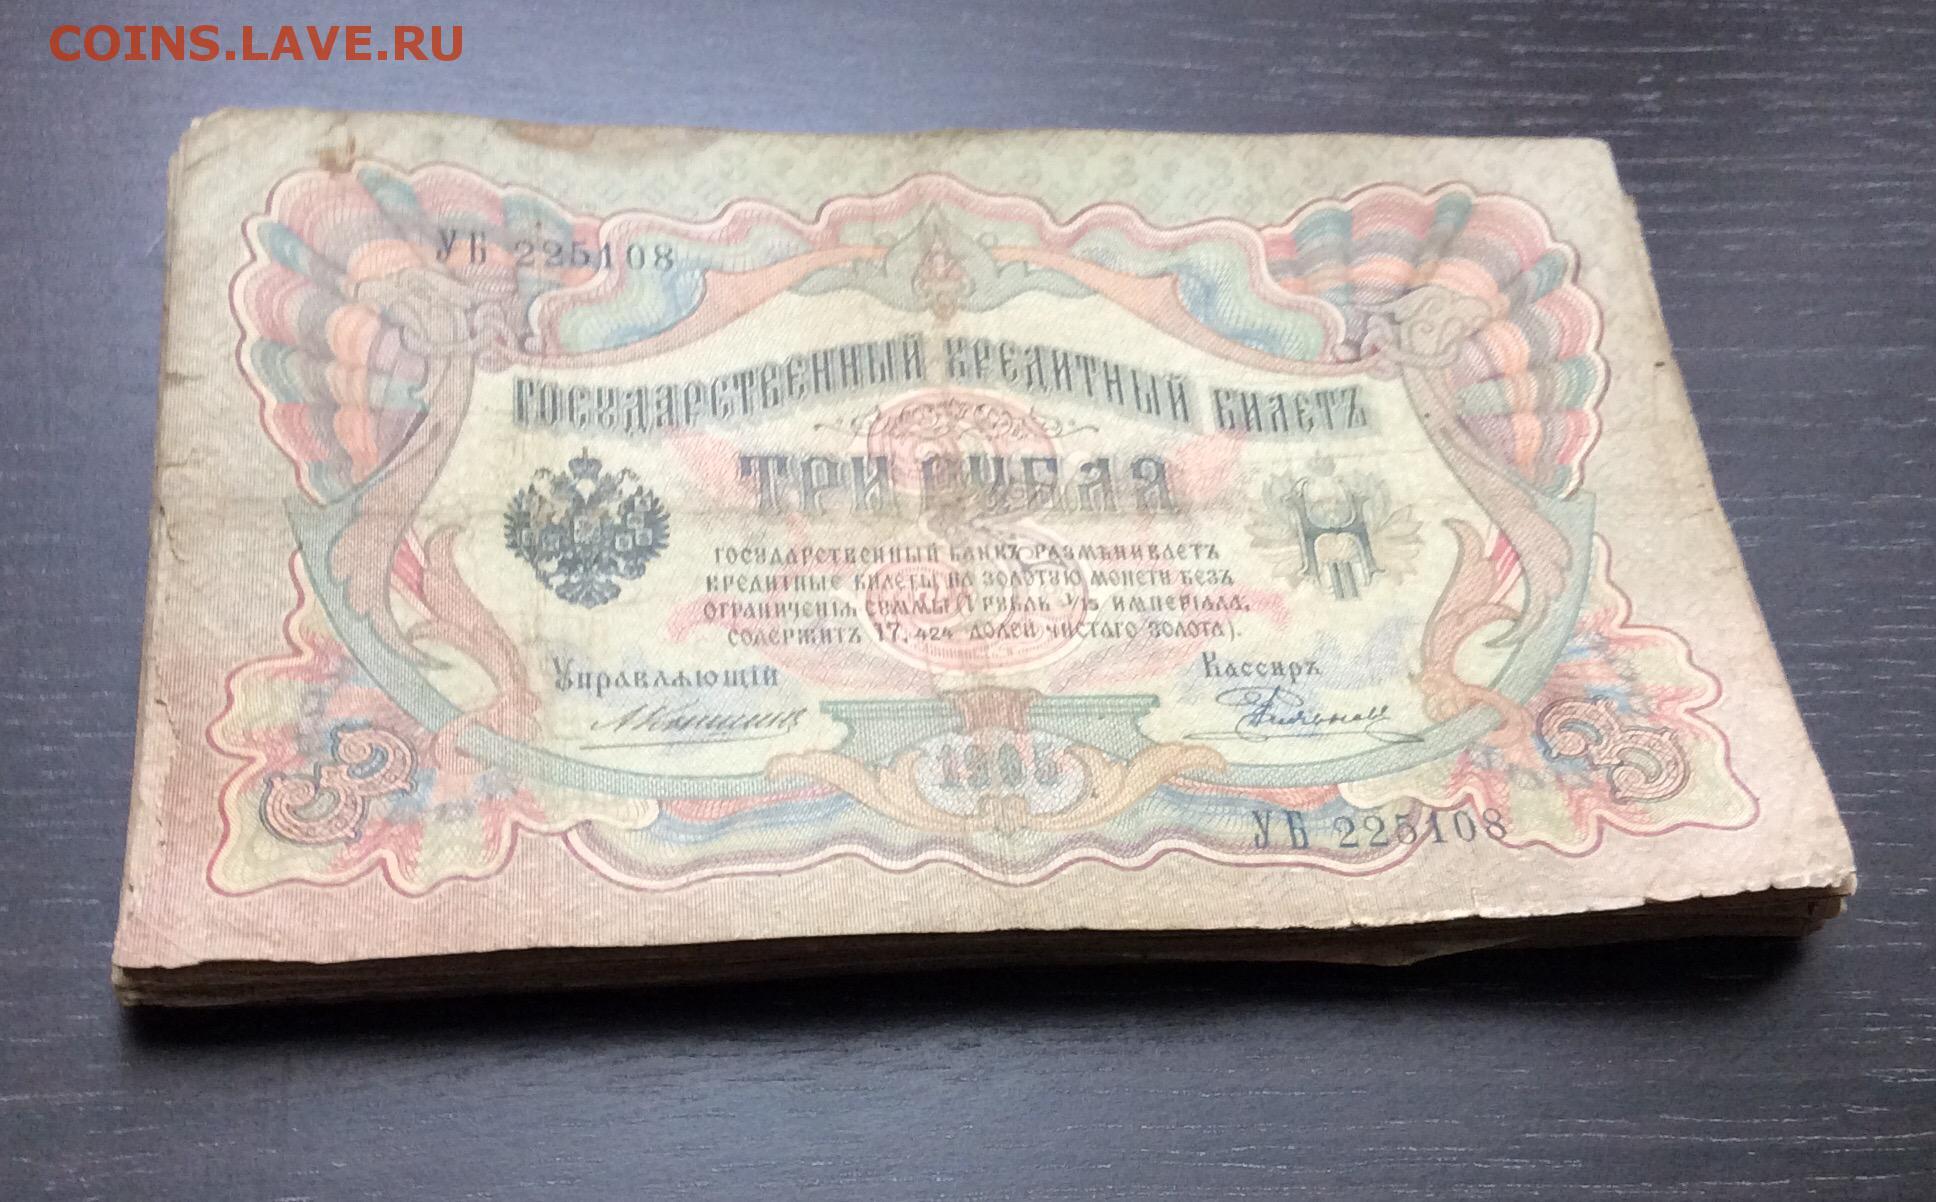 COINS.LAVE.RU
УБ 225108
ГОСУДАРСТВЕННЫЙ КРЕДИТНЫЙ БИЛЕТЪ
ТРИ РУБЛЯ
ГОСУДАРСТВЕННЫЙ БАНКЪ РАЗМѢНИВАЕТЪ
КРЕДИТНЫЕ БИЛЕТЫ НА ЗОЛОТУЮ МОНЕТУ БЕЗЪ
ОГРАНИЧЕНІЯ СУММЫ (1 РУБЛЬ = 1/15 ИМПЕРІАЛА,
СОДЕРЖИТЪ 17,424 ДОЛЕЙ ЧИСТАГО ЗОЛОТА).
Управляющій Кассиръ
1905
3 3
УБ 225108